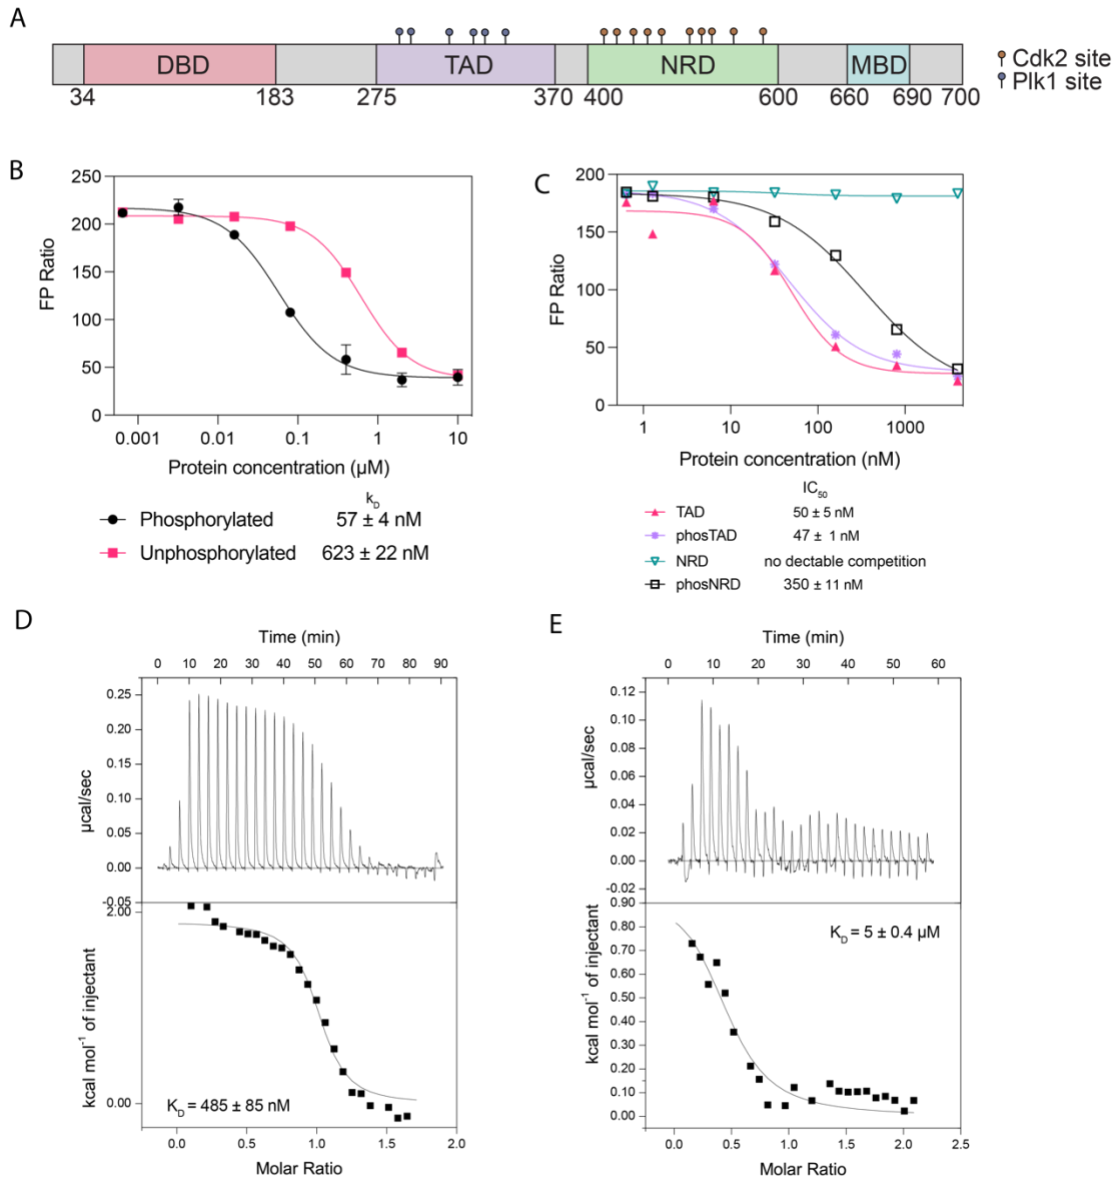 A
DBD
TAD
NRD
MBD
34
183
275
370
400
600
660
690
700
Cdk2 site
Plk1 site
B
250
200
150
100
50
0
FP Ratio
0.001
0.01
0.1
1
10
Protein concentration (µM)
k_D
Phosphorylated 57 ± 4 nM
Unphosphorylated 623 ± 22 nM
C
200
150
100
50
0
FP Ratio
1
10
100
1000
Protein concentration (nM)
IC50
TAD 50 ± 5 nM
phosTAD 47 ± 1 nM
NRD no dectable competition
phosNRD 350 ± 11 nM
D
Time (min)
0 10 20 30 40 50 60 70 80 90
0.25
0.20
0.15
0.10
0.05
0.00
-0.05
µcal/sec
2.00
0.00
kcal mol⁻¹ of injectant
K_D = 485 ± 85 nM
0.0 0.5 1.0 1.5 2.0
Molar Ratio
E
Time (min)
0 10 20 30 40 50 60
0.12
0.10
0.08
0.06
0.04
0.02
0.00
-0.02
µcal/sec
0.90
0.80
0.70
0.60
0.50
0.40
0.30
0.20
0.10
0.00
kcal mol⁻¹ of injectant
K_D = 5 ± 0.4 µM
0.0 0.5 1.0 1.5 2.0 2.5
Molar Ratio